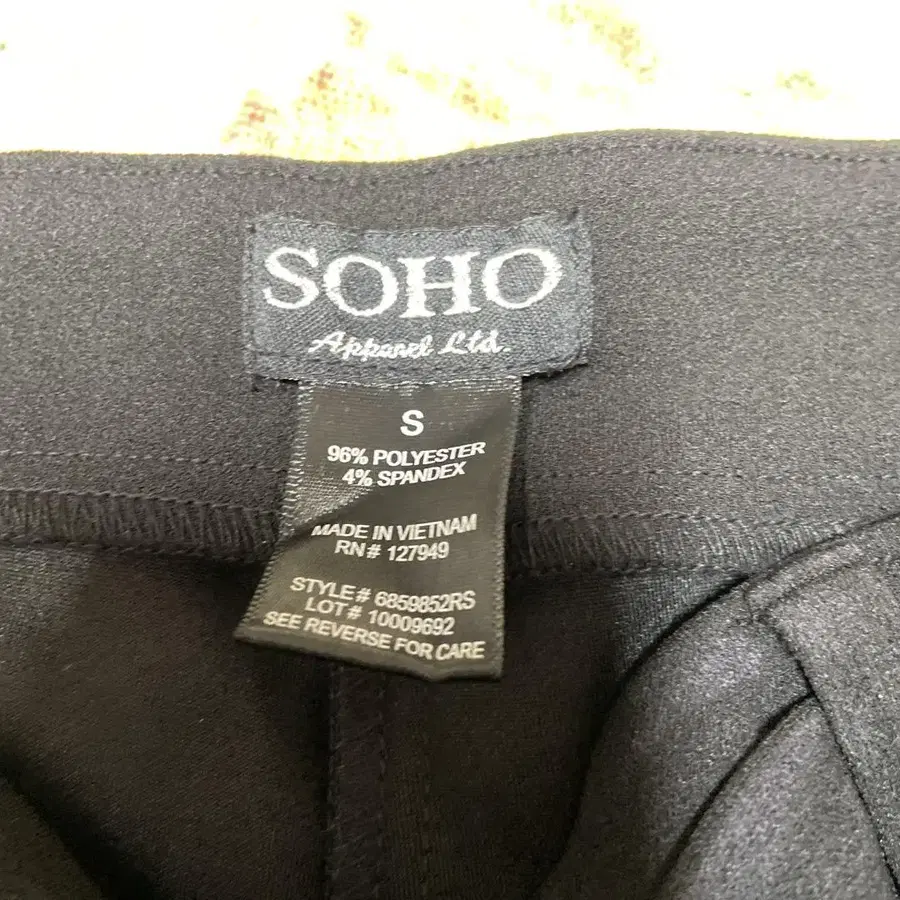 SOHO
Apparel Ltd.
S
96% POLYESTER
4% SPANDEX
MADE IN VIETNAM
RN# 127949
STYLE# 6859852RS
LOT# 10009692
SEE REVERSE FOR CARE